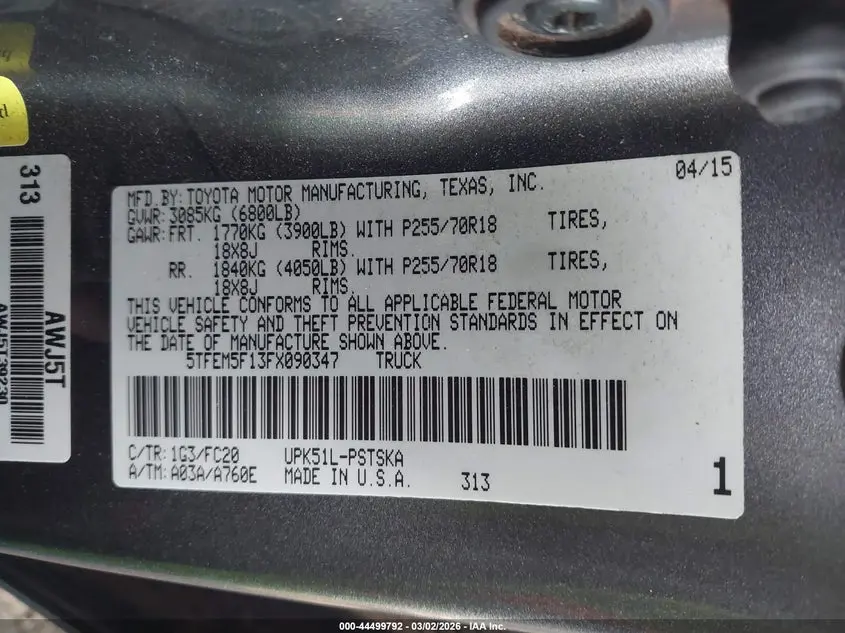 MFD.BY:TOYOTA MOTOR MANUFACTURING, TEXAS, INC. 04/15
GVWR:3085KG (6800LB)
GAWR:FRT. 1770KG (3900LB) WITH P255/70R18 TIRES,
18X8J RIMS.
RR. 1840KG (4050LB) WITH P255/70R18 TIRES,
18X8J RIMS.
THIS VEHICLE CONFORMS TO ALL APPLICABLE FEDERAL MOTOR
VEHICLE SAFETY AND THEFT PREVENTION STANDARDS IN EFFECT ON
THE DATE OF MANUFACTURE SHOWN ABOVE.
5TFEM5F13FX090347 TRUCK
C/TR:1G3/FC20 UPK51L-PSTSKA
A/TM:A03A/A760E MADE IN U.S.A. 313 1
313
AWJ5T
000-44499792 - 03/02/2026 - IAA Inc.